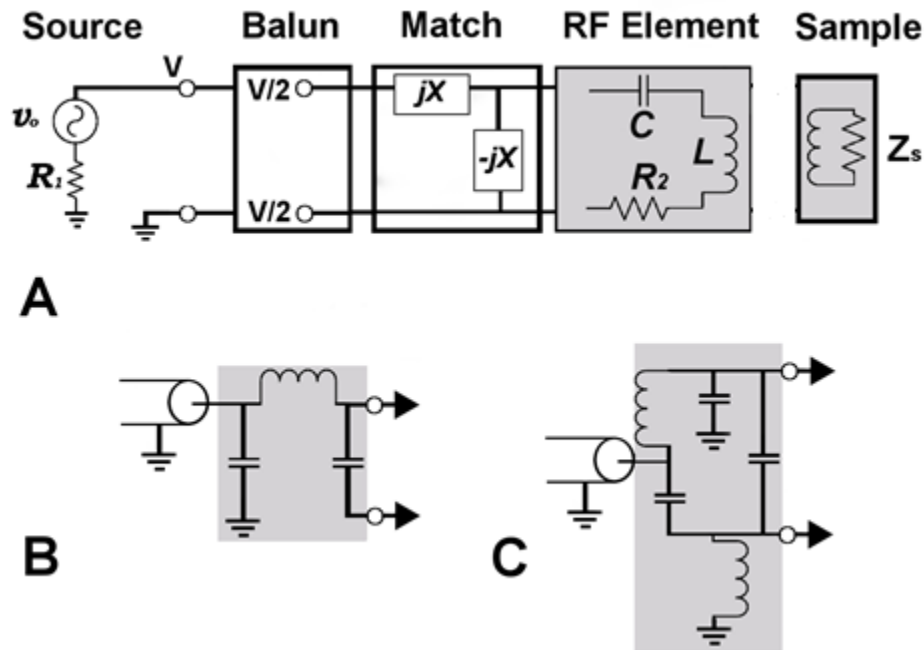 Source Balun Match RF Element Sample
V
V/2 jX
vₒ C Zₛ
-jX L
R₁ R₂
V/2
A
B C